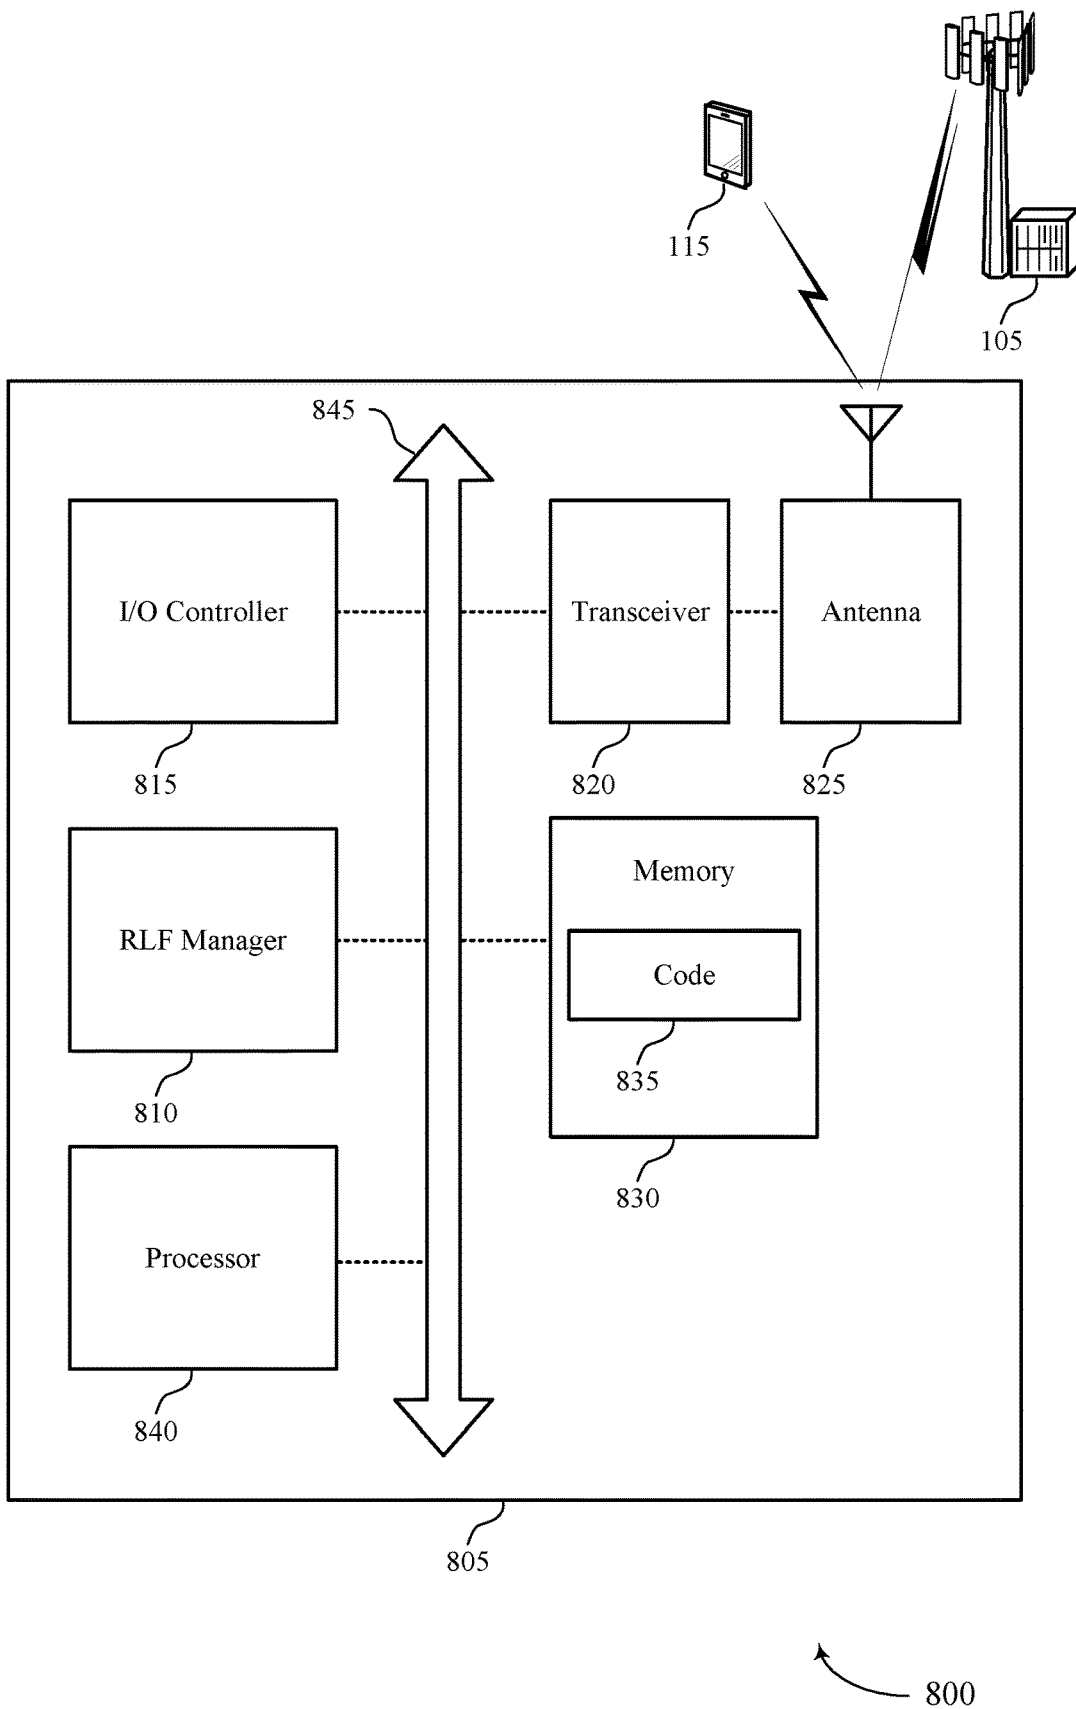 115
105
845
I/O Controller
Transceiver
Antenna
815
820
825
Memory
RLF Manager
Code
835
810
830
Processor
840
805
800